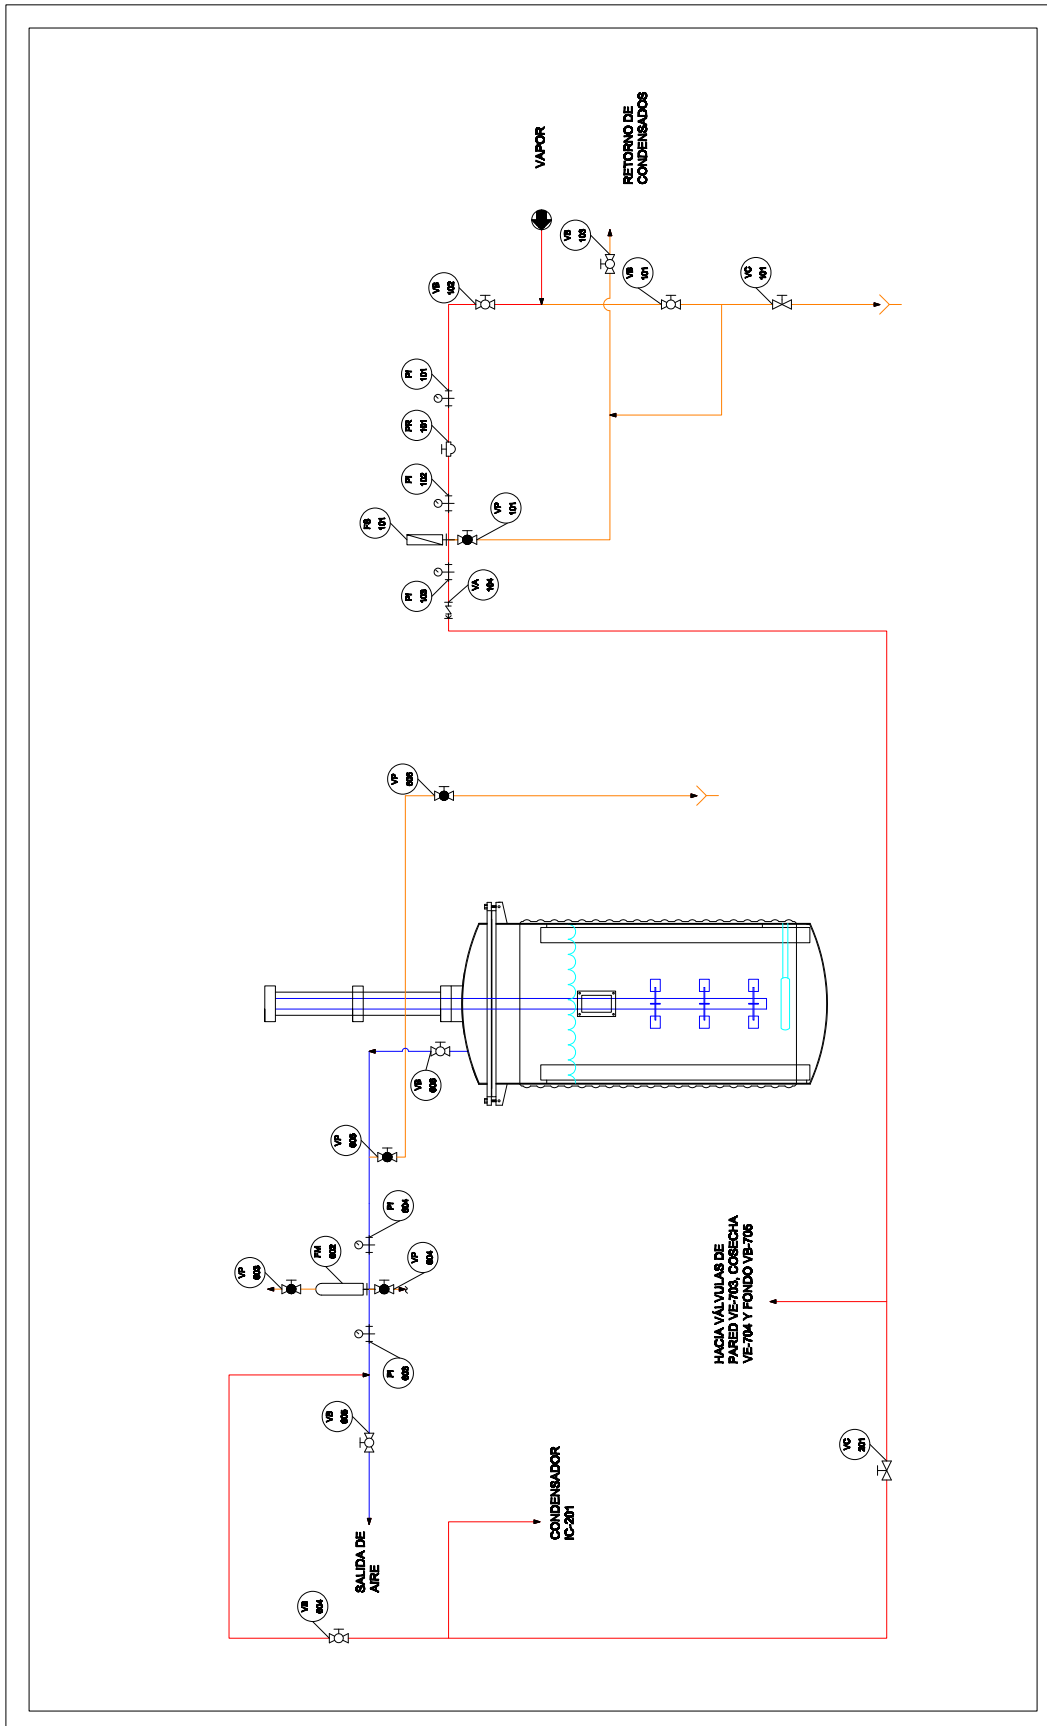 VAPOR
RETORNO DE
CONDENSADOS
VB
103
VB
102
VB
101
VC
101
PI
101
PR
101
PI
102
FS
101
VP
101
PI
103
VA
104
VP
606
VB
606
VP
605
PI
604
FM
602
VP
603
VP
604
PI
603
VB
605
HACIA VÁLVULAS DE
PARED VE-703, COSECHA
VE-704 Y FONDO VB-705
VC
201
CONDENSADOR
IC-201
SALIDA DE
AIRE
VB
604